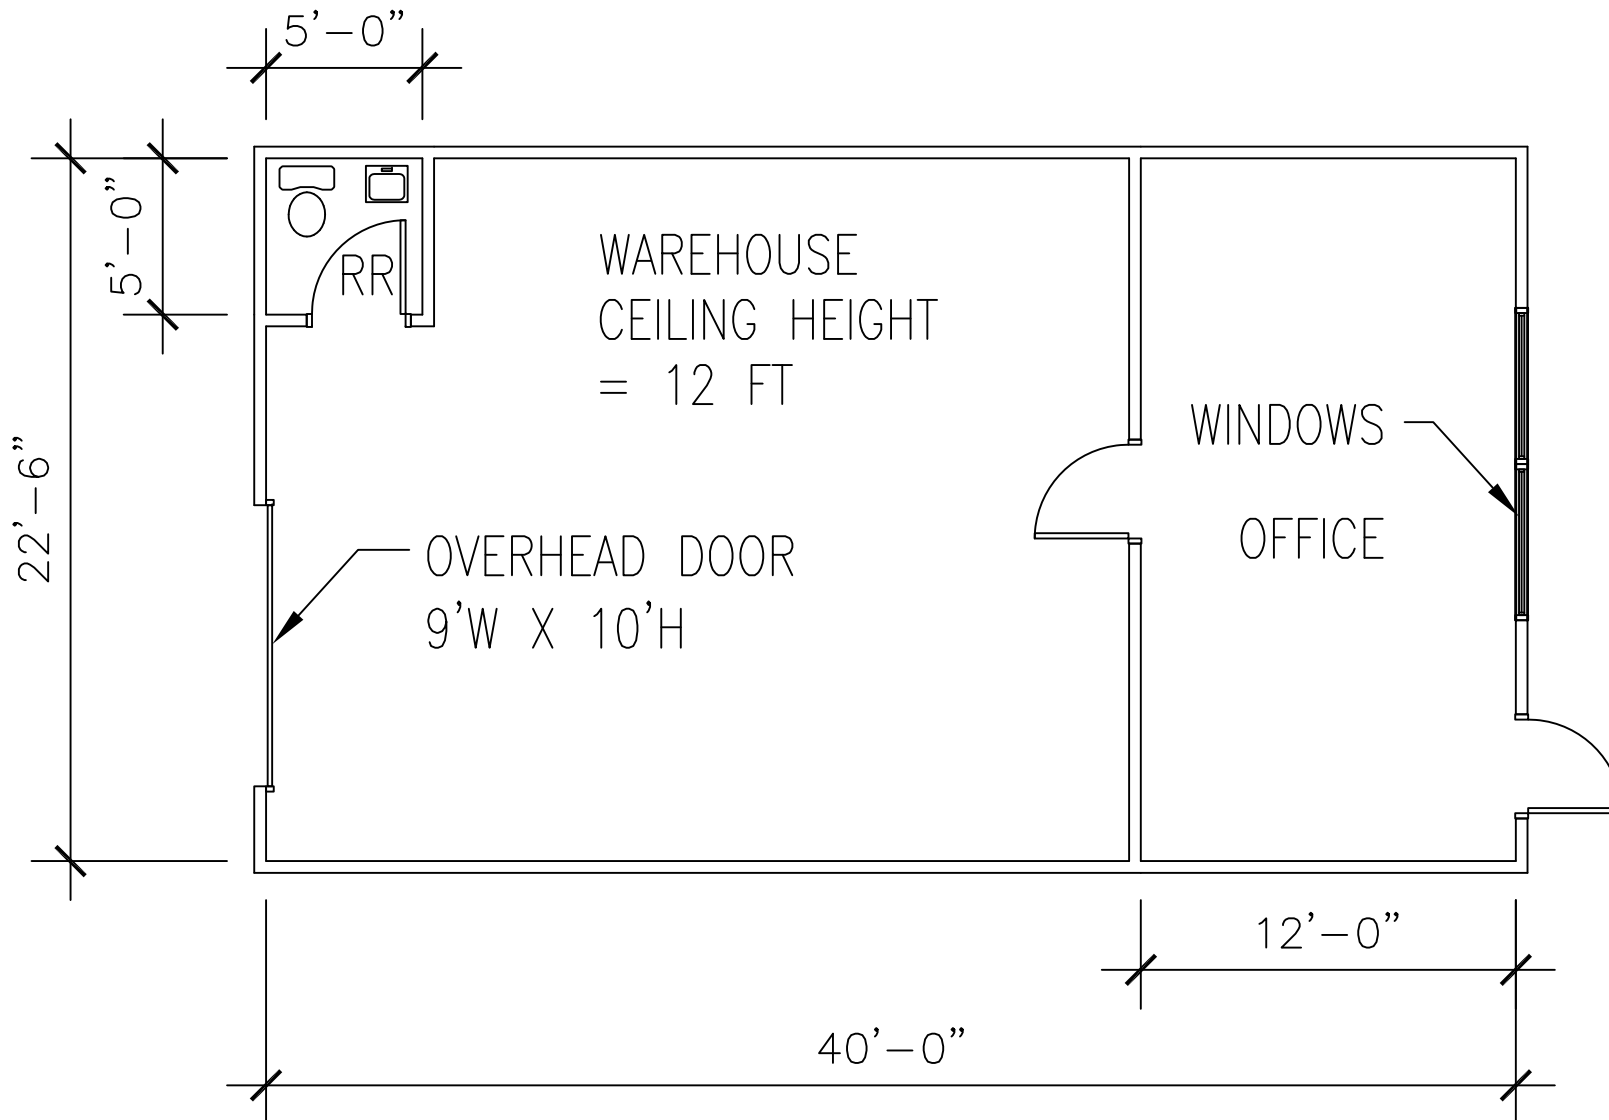 5’-0”
5’-0”
22’-6”
RR
WAREHOUSE
CEILING HEIGHT
= 12 FT
WINDOWS
OFFICE
OVERHEAD DOOR
9’W X 10’H
12’-0”
40’-0”